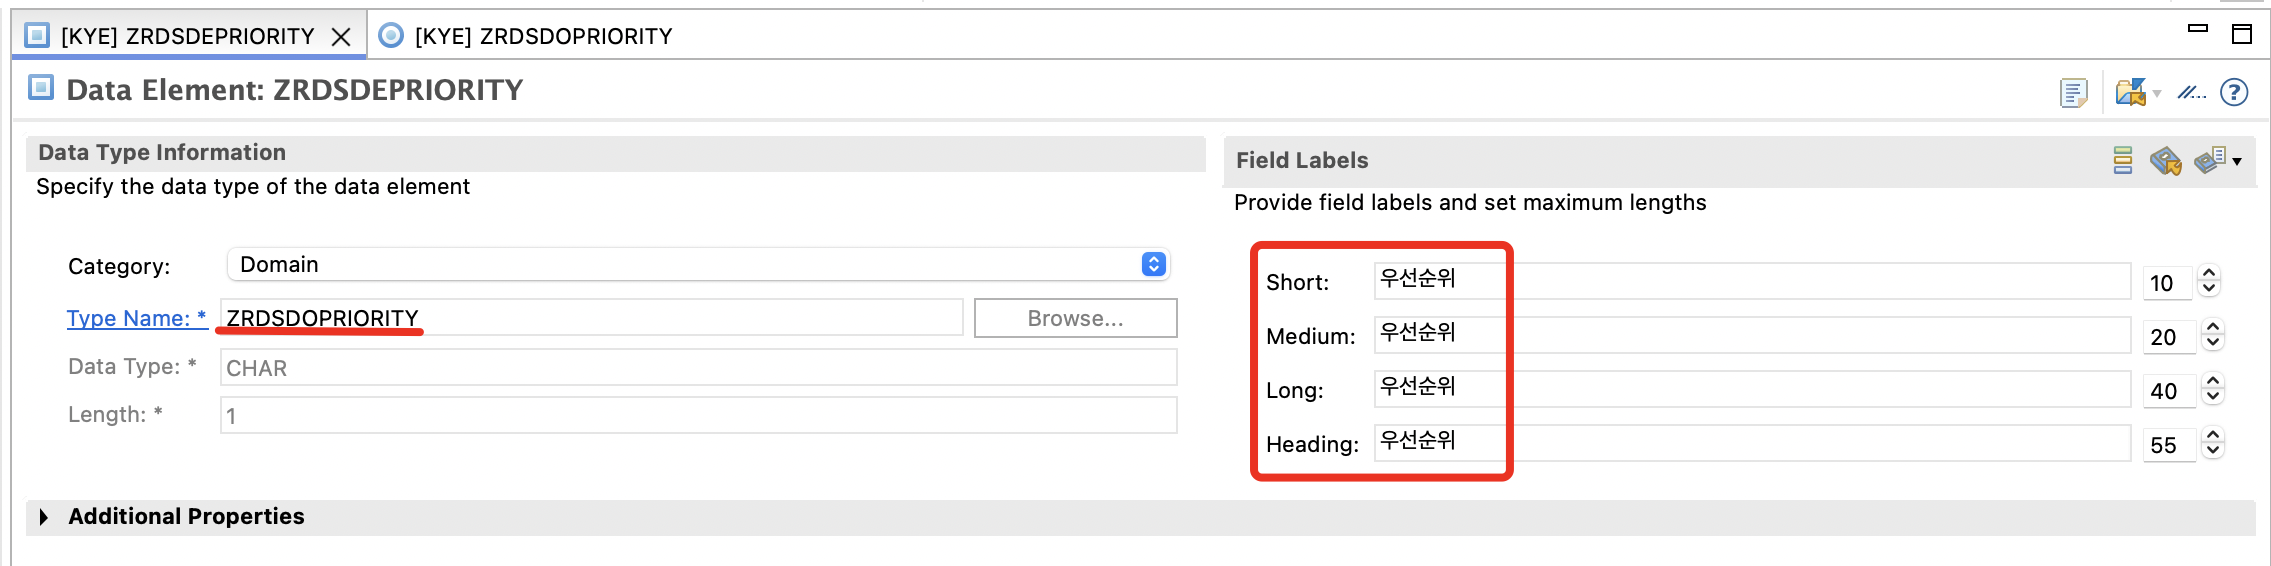 [KYE] ZRDSDEPRIORITY
[KYE] ZRDSDOPRIORITY
Data Element: ZRDSDEPRIORITY
Data Type Information
Specify the data type of the data element
Category: Domain
Type Name: * ZRDSDOPRIORITY Browse...
Data Type: * CHAR
Length: * 1
Field Labels
Provide field labels and set maximum lengths
Short: 우선순위 10
Medium: 우선순위 20
Long: 우선순위 40
Heading: 우선순위 55
Additional Properties